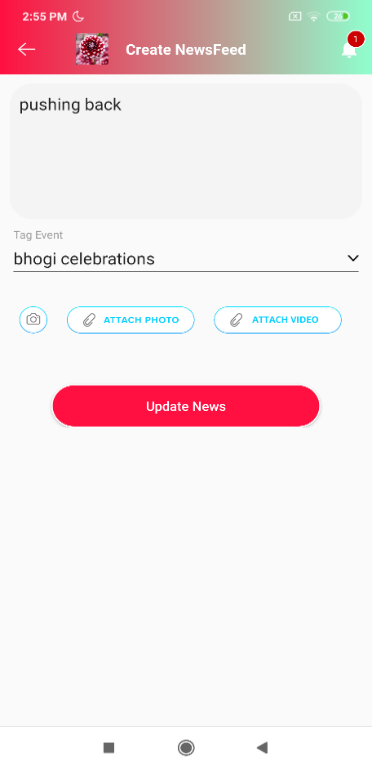 2:55 PM
Create NewsFeed
1
pushing back
Tag Event
bhogi celebrations
ATTACH PHOTO
ATTACH VIDEO
Update News